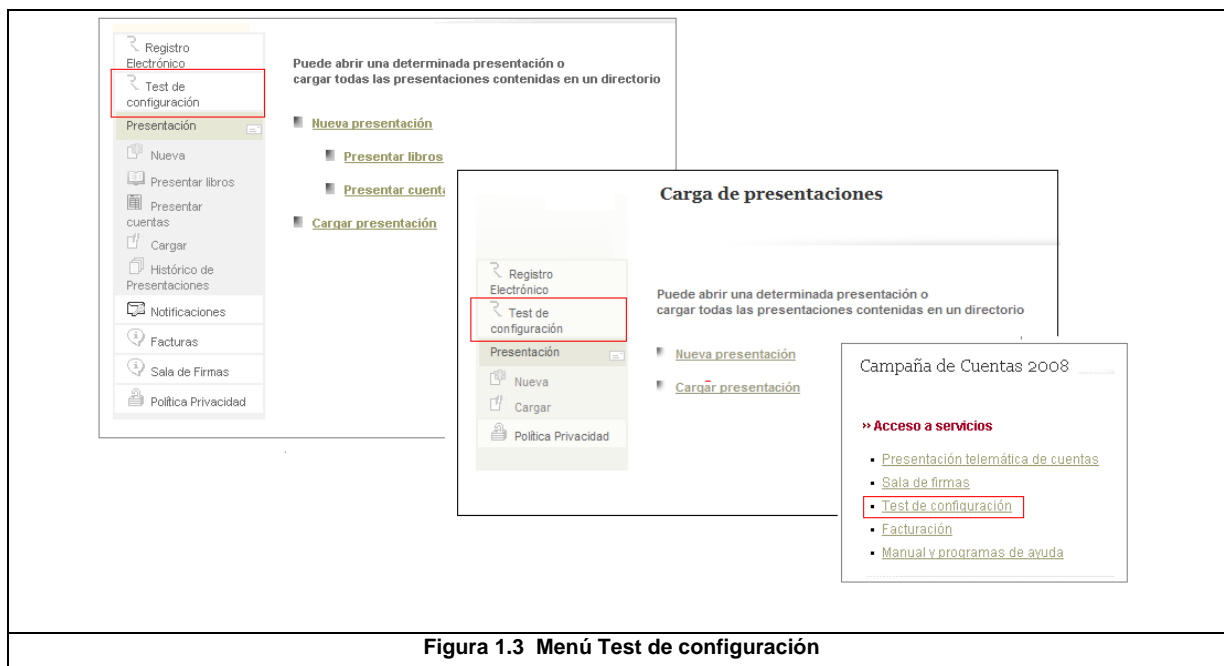 Registro
Electrónico
Test de
configuración
Presentación
Nueva
Presentar libros
Presentar
cuentas
Cargar
Histórico de
Presentaciones
Notificaciones
Facturas
Sala de Firmas
Política Privacidad
Puede abrir una determinada presentación o
cargar todas las presentaciones contenidas en un directorio
Nueva presentación
Presentar libros
Presentar
Cargar presentación
Carga de presentaciones
Registro
Electrónico
Test de
configuración
Presentación
Nueva
Cargar
Política Privacidad
Puede abrir una determinada presentación o
cargar todas las presentaciones contenidas en un directorio
Nueva presentación
Cargar presentación
Campaña de Cuentas 2008
›› Acceso a servicios
Presentación telemática de cuentas
Sala de firmas
Test de configuración
Facturación
Manual y programas de ayuda
Figura 1.3 Menú Test de configuración